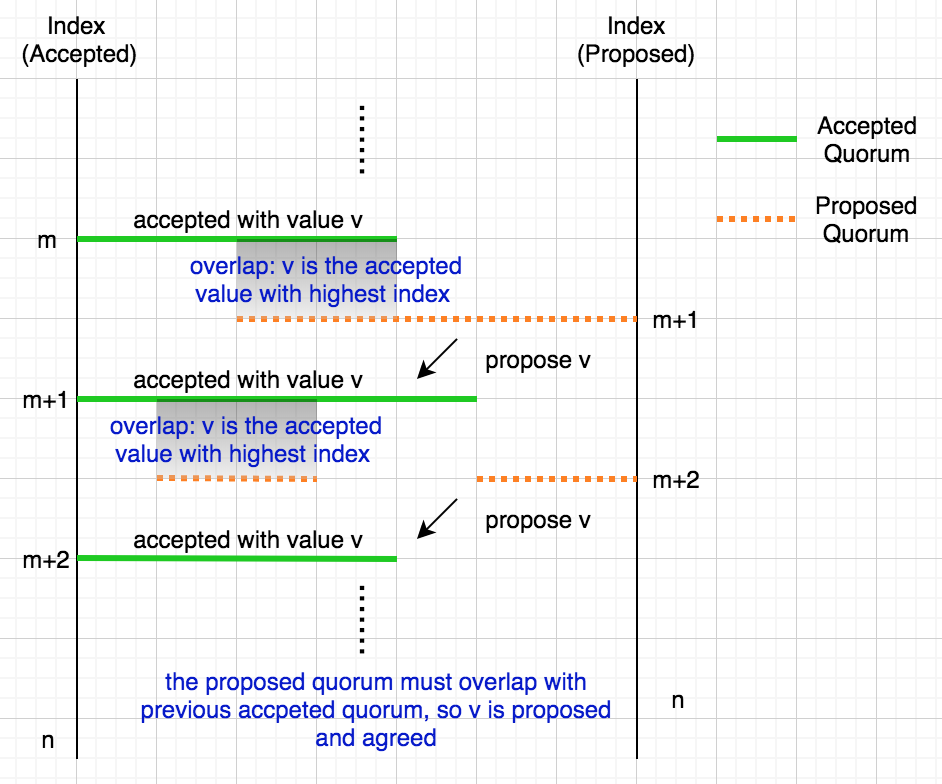 Index
(Accepted)
Index
(Proposed)
Accepted
Quorum
Proposed
Quorum
accepted with value v
m
overlap: v is the accepted
value with highest index
m+1
propose v
accepted with value v
m+1
overlap: v is the accepted
value with highest index
m+2
propose v
accepted with value v
m+2
the proposed quorum must overlap with
previous accpeted quorum, so v is proposed
and agreed
n
n